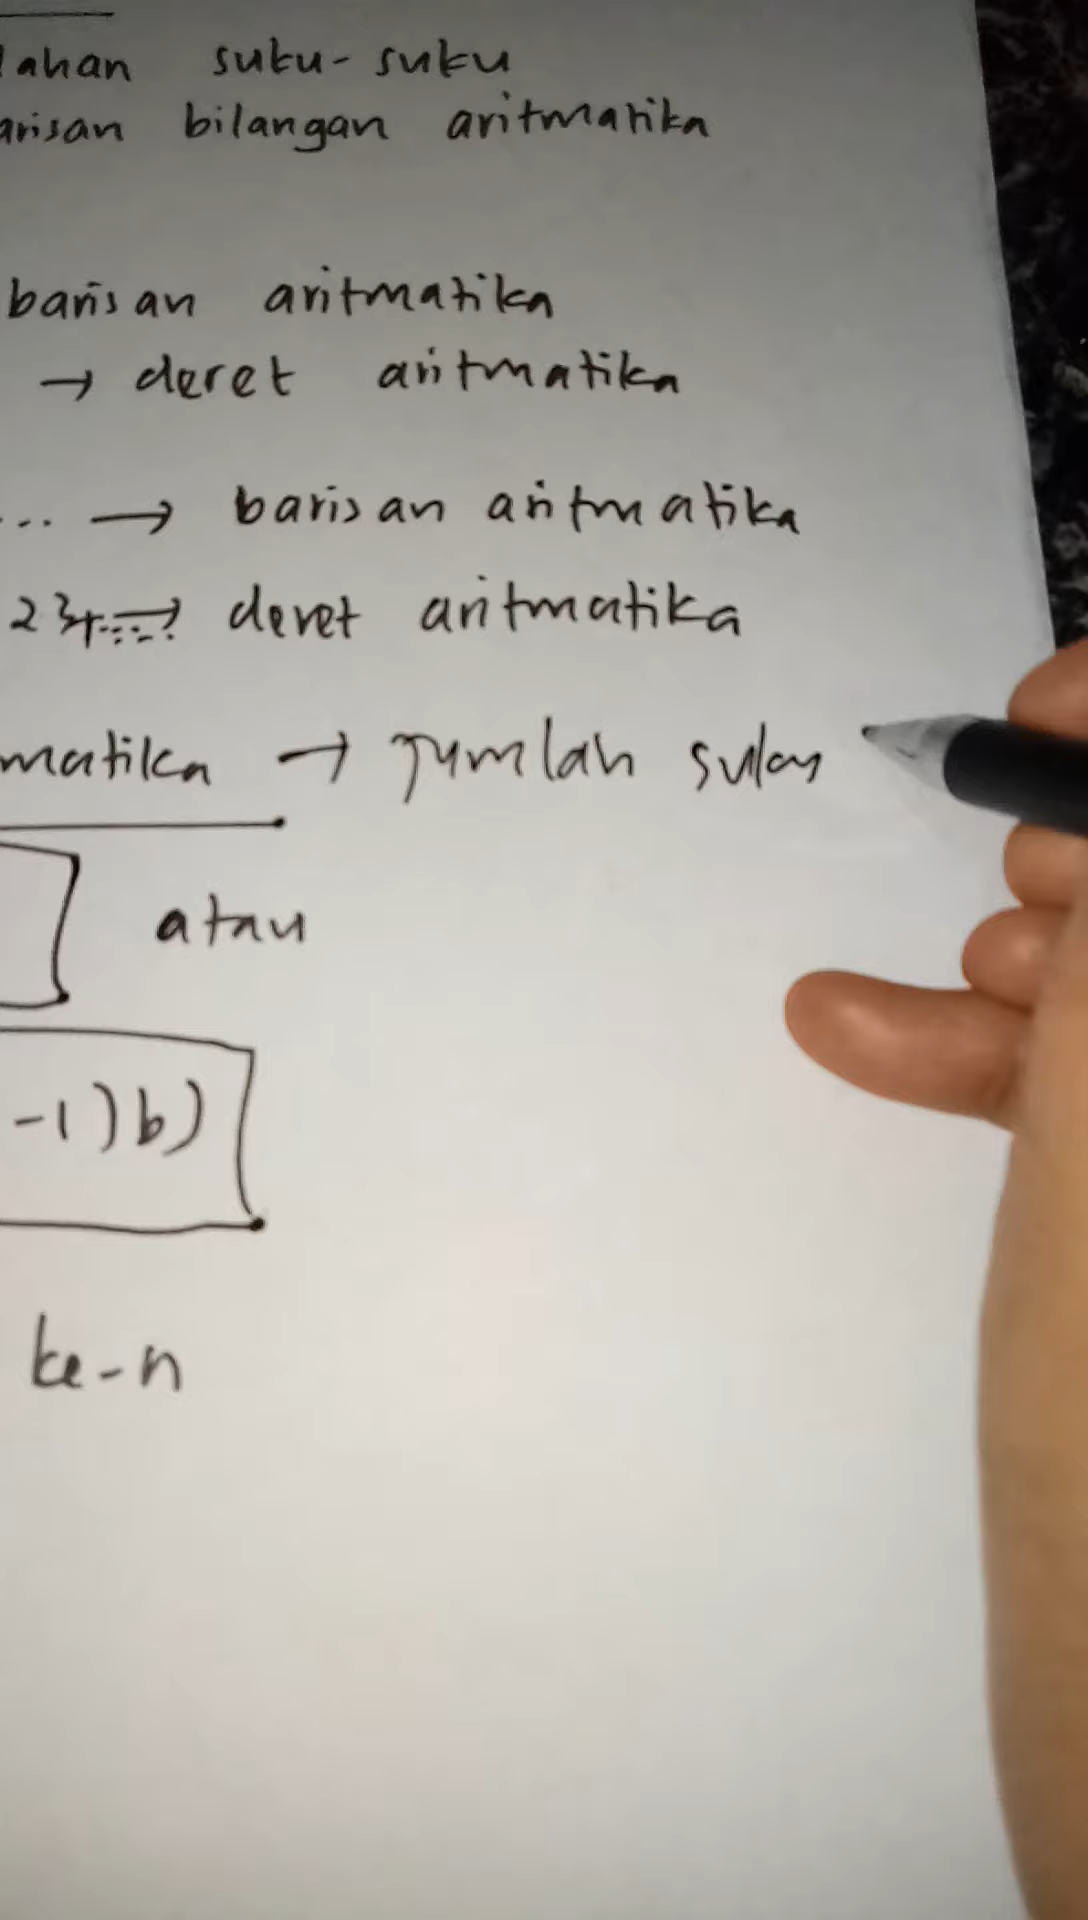 lahan suku-suku
arisan bilangan aritmatika
barisan aritmatika
→ deret aritmatika
... → barisan aritmatika
23+...→ deret aritmatika
matika → Jumlah suku
atau
-1)b)
ke-n